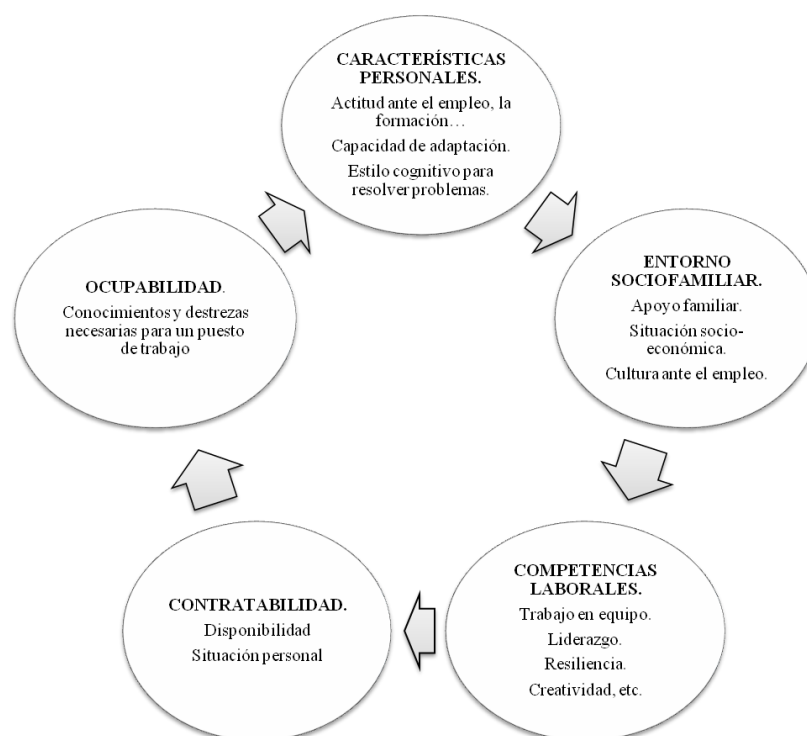 CARACTERÍSTICAS
PERSONALES.
Actitud ante el empleo, la
formación…
Capacidad de adaptación.
Estilo cognitivo para
resolver problemas.
ENTORNO
SOCIOFAMILIAR.
Apoyo familiar.
Situación socio-
económica.
Cultura ante el empleo.
COMPETENCIAS
LABORALES.
Trabajo en equipo.
Liderazgo.
Resiliencia.
Creatividad, etc.
CONTRATABILIDAD.
Disponibilidad
Situación personal
OCUPABILIDAD.
Conocimientos y destrezas
necesarias para un puesto
de trabajo